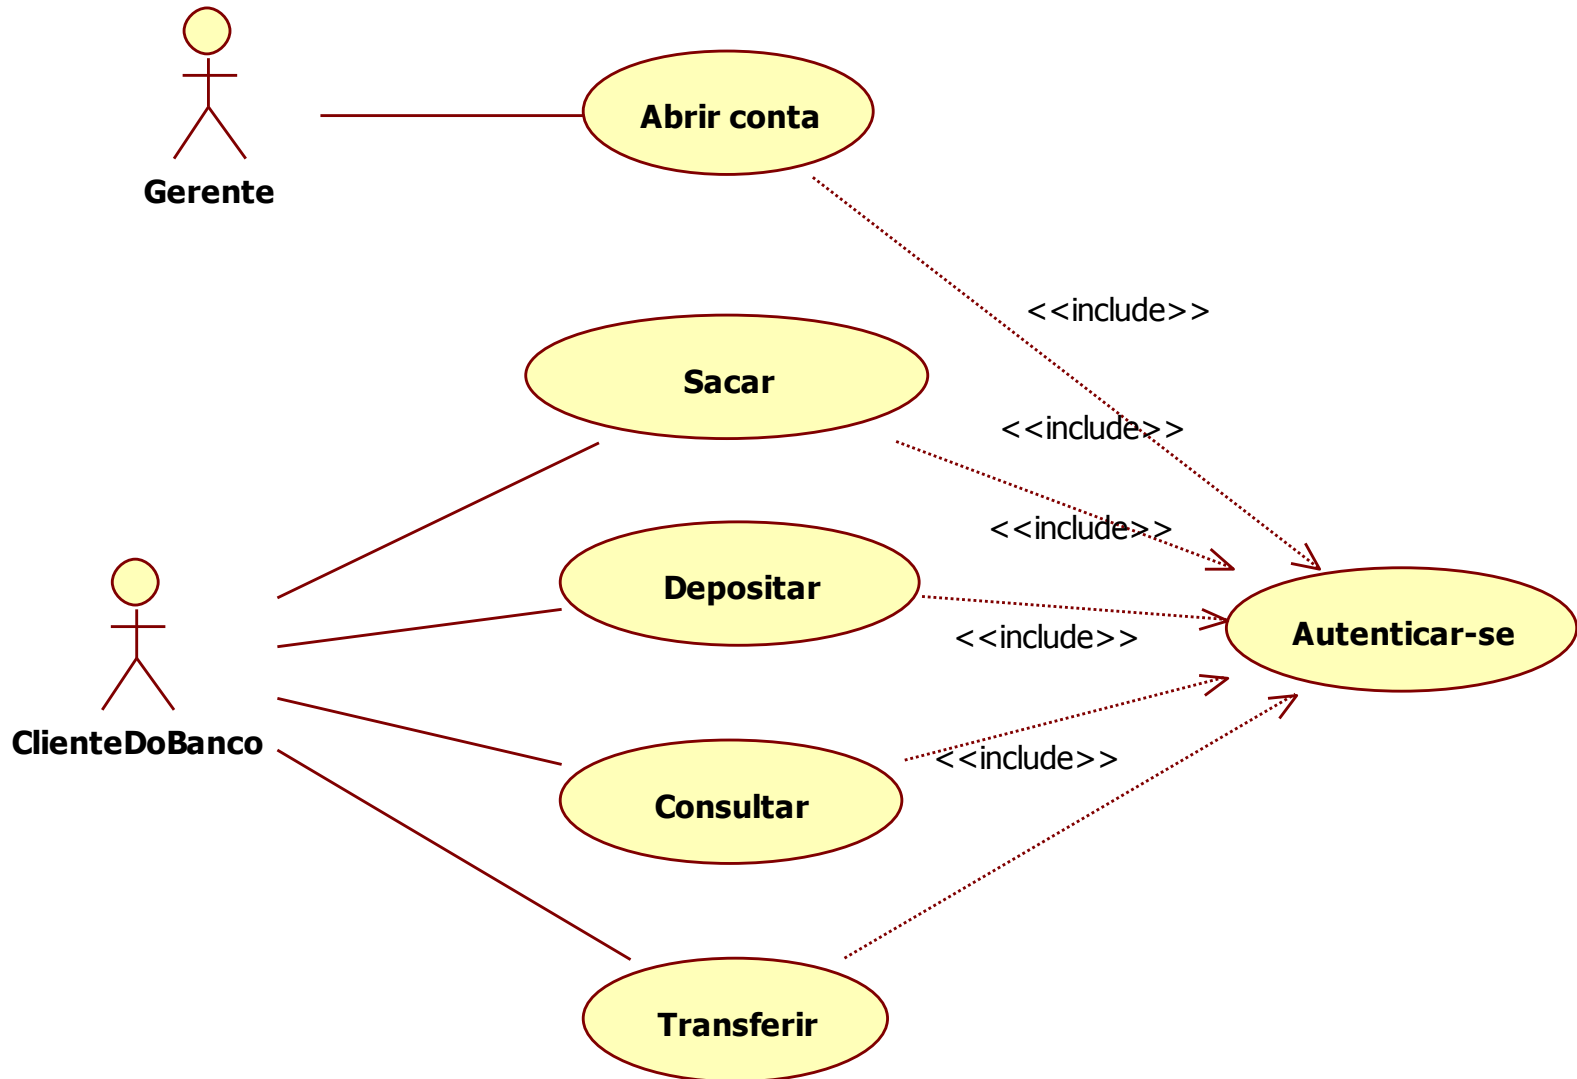 Abrir conta
Gerente
<<include>>
Sacar
<<include>>
<<include>>
Depositar
Autenticar-se
<<include>>
ClienteDoBanco
<<include>>
Consultar
Transferir